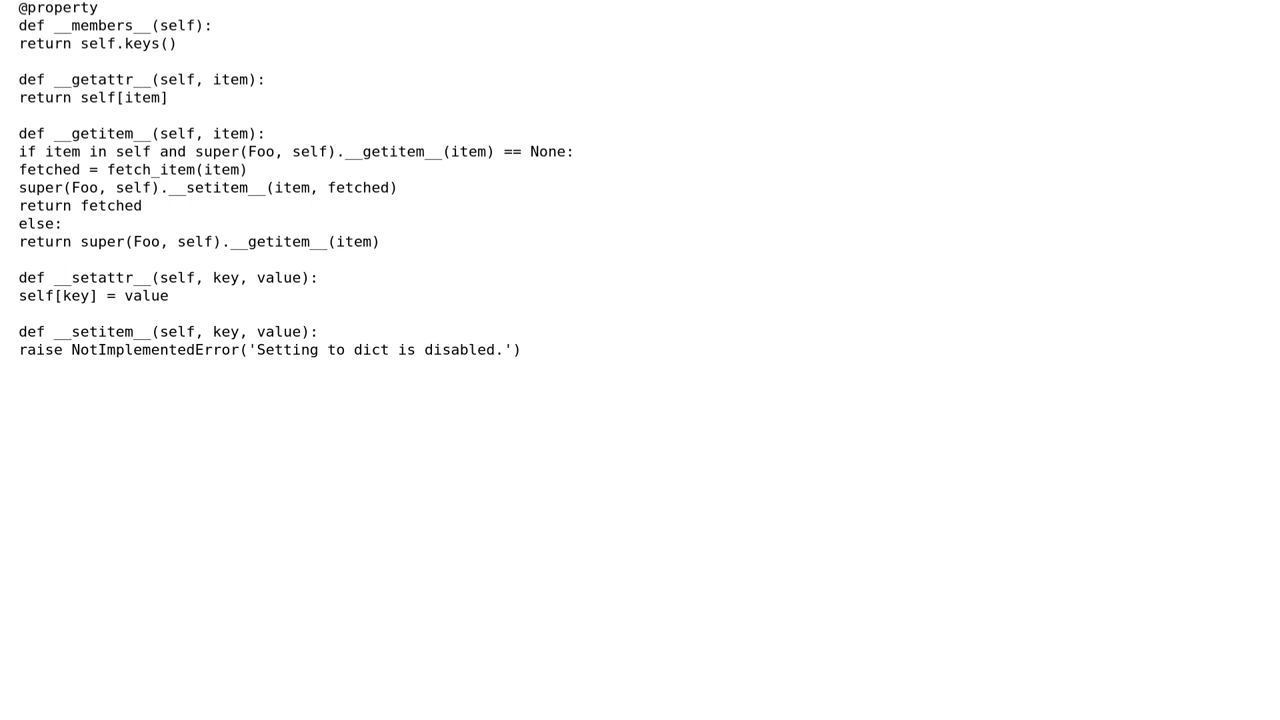 @property
def __members__(self):
return self.keys()

def __getattr__(self, item):
return self[item]

def __getitem__(self, item):
if item in self and super(Foo, self).__getitem__(item) == None:
fetched = fetch_item(item)
super(Foo, self).__setitem__(item, fetched)
return fetched
else:
return super(Foo, self).__getitem__(item)

def __setattr__(self, key, value):
self[key] = value

def __setitem__(self, key, value):
raise NotImplementedError('Setting to dict is disabled.')